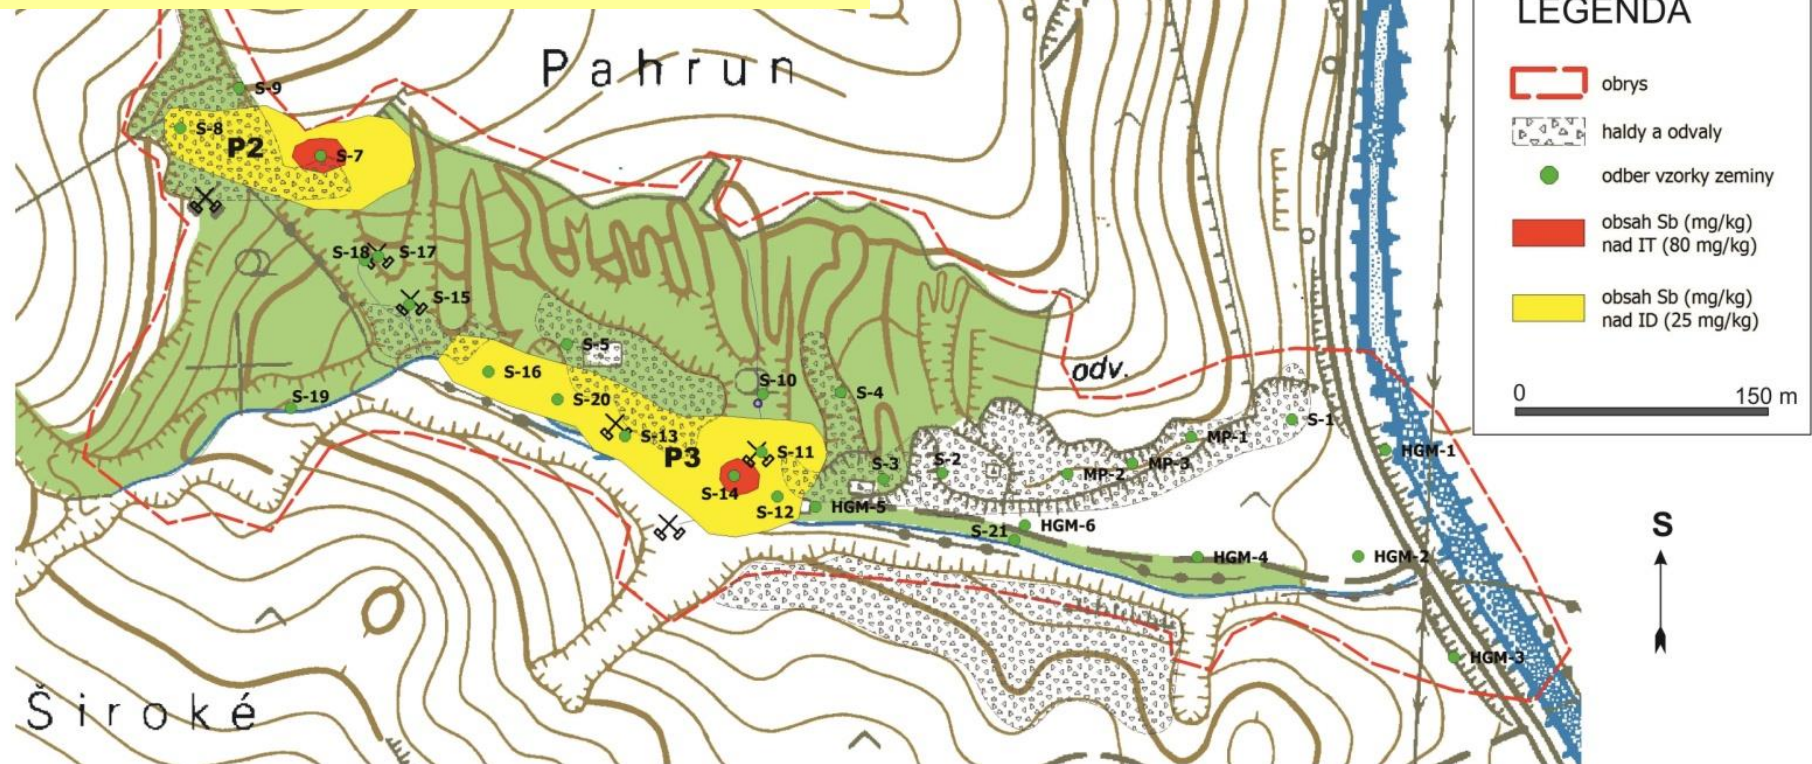 LEGENDA
obrys
haldy a odvaly
odber vzorky zeminy
obsah Sb (mg/kg)
nad IT (80 mg/kg)
obsah Sb (mg/kg)
nad ID (25 mg/kg)
0 150 m
S
Pahrun
S-9
S-8
P2
S-7
S-18
S-17
S-15
S-5
S-16
S-10
S-4
odv.
S-20
S-19
S-13
P3
S-11
S-1
MP-1
HGM-1
S-3
S-2
MP-2
MP-3
S-14
S-12
HGM-5
S-21
HGM-6
HGM-4
HGM-2
HGM-3
Široké